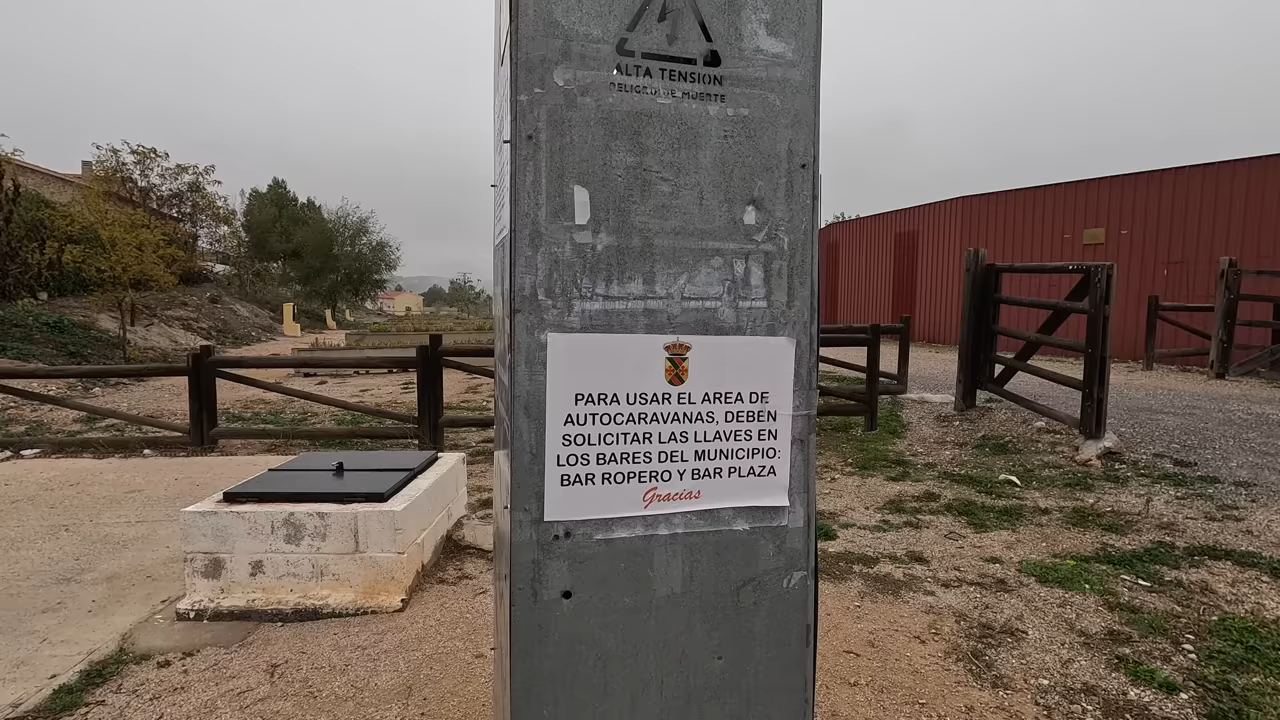 ALTA TENSIÓN
PELIGRO DE MUERTE
PARA USAR EL AREA DE
AUTOCARAVANAS, DEBEN
SOLICITAR LAS LLAVES EN
LOS BARES DEL MUNICIPIO:
BAR ROPERO Y BAR PLAZA
Gracias